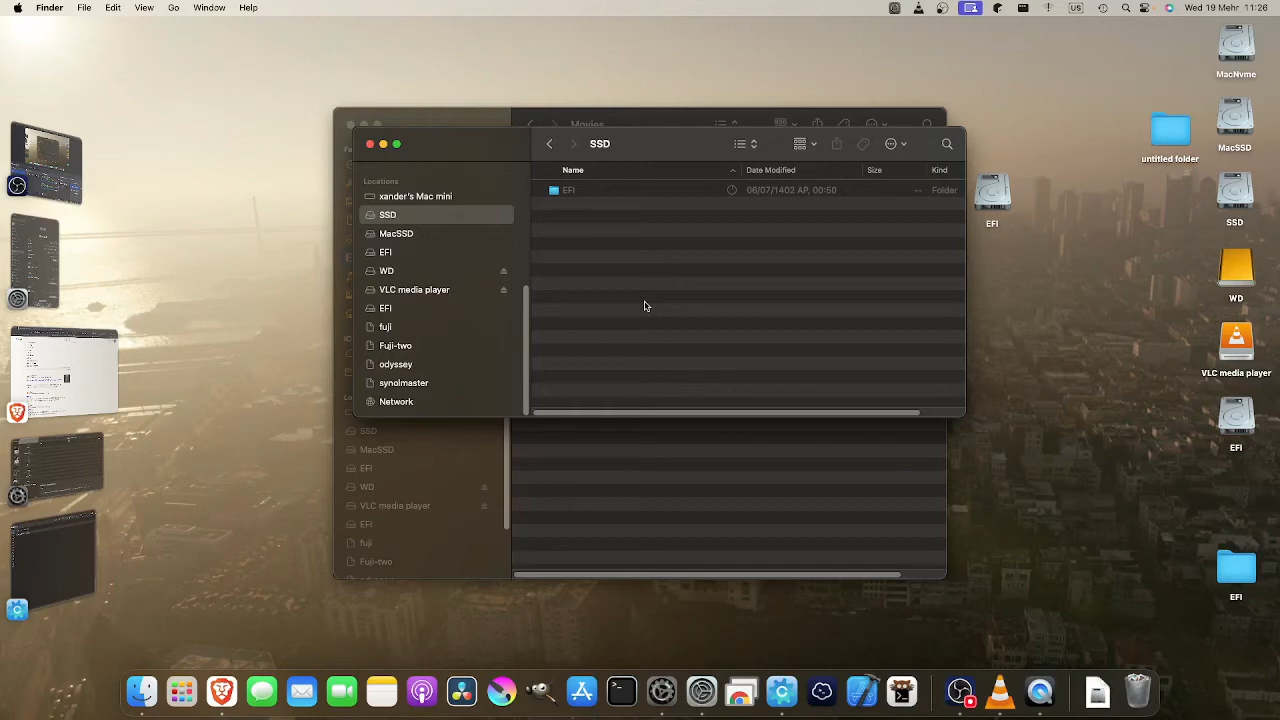 Finder File Edit View Go Window Help
US Wed 19 Mehr 11:26
MacNvme
MacSSD
untitled folder
SSD
EFI
WD
VLC media player
EFI
EFI
Movies
SSD
Locations
xander's Mac mini
SSD
MacSSD
EFI
WD
VLC media player
EFI
fuji
Fuji-two
odyssey
synolmaster
Network
Name Date Modified Size Kind
EFI 06/07/1402 AP, 00:50 -- Folder
SSD
MacSSD
EFI
WD
VLC media player
EFI
fuji
Fuji-two